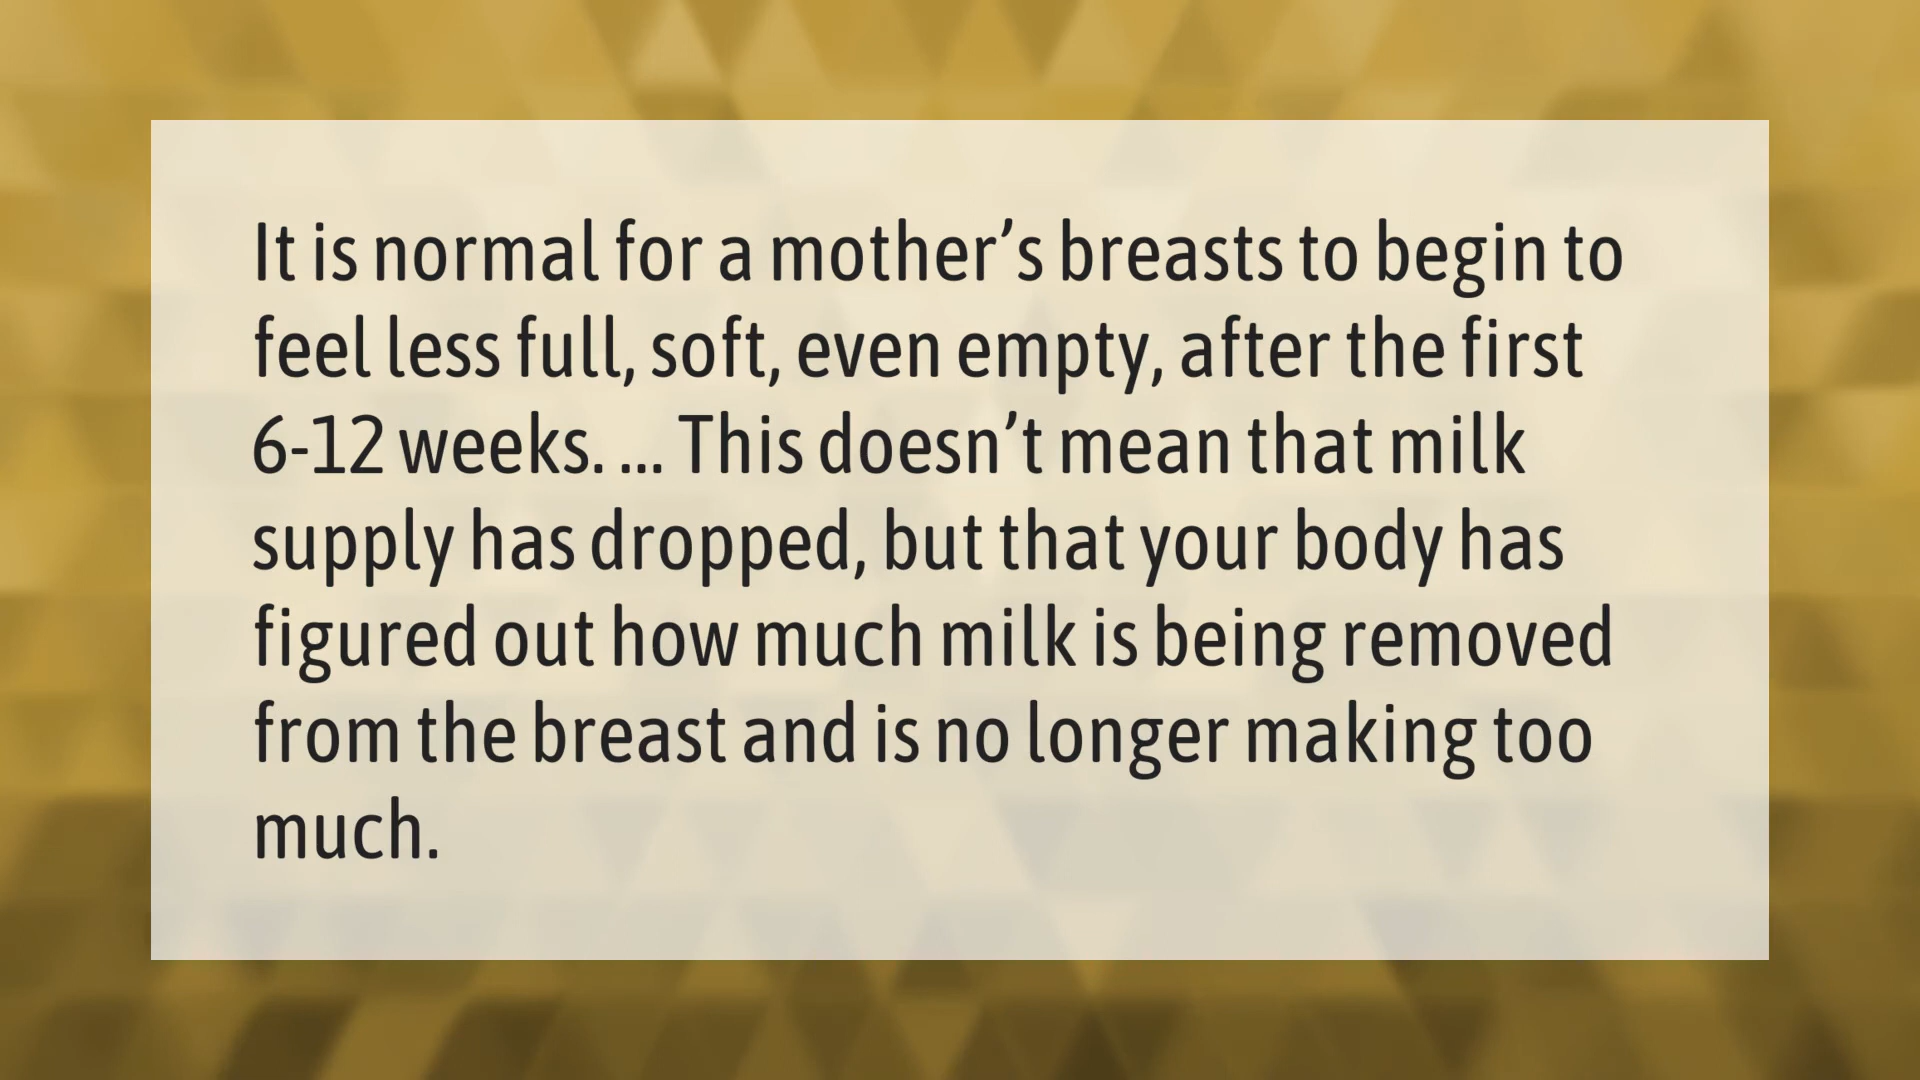 It is normal for a mother’s breasts to begin to
feel less full, soft, even empty, after the first
6-12 weeks. ... This doesn’t mean that milk
supply has dropped, but that your body has
figured out how much milk is being removed
from the breast and is no longer making too
much.